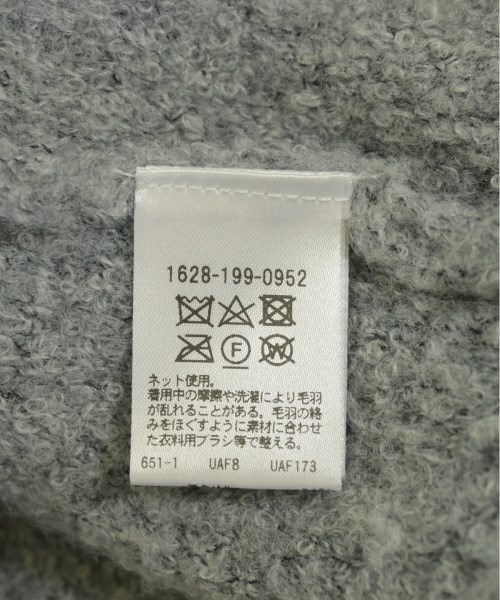 1628-199-0952
F
W
ネット使用。
着用中の摩擦や洗濯により毛羽
が乱れることがある。毛羽の絡
みをほぐすように素材に合わせ
た衣料用ブラシ等で整える。
651-1 UAF8 UAF173